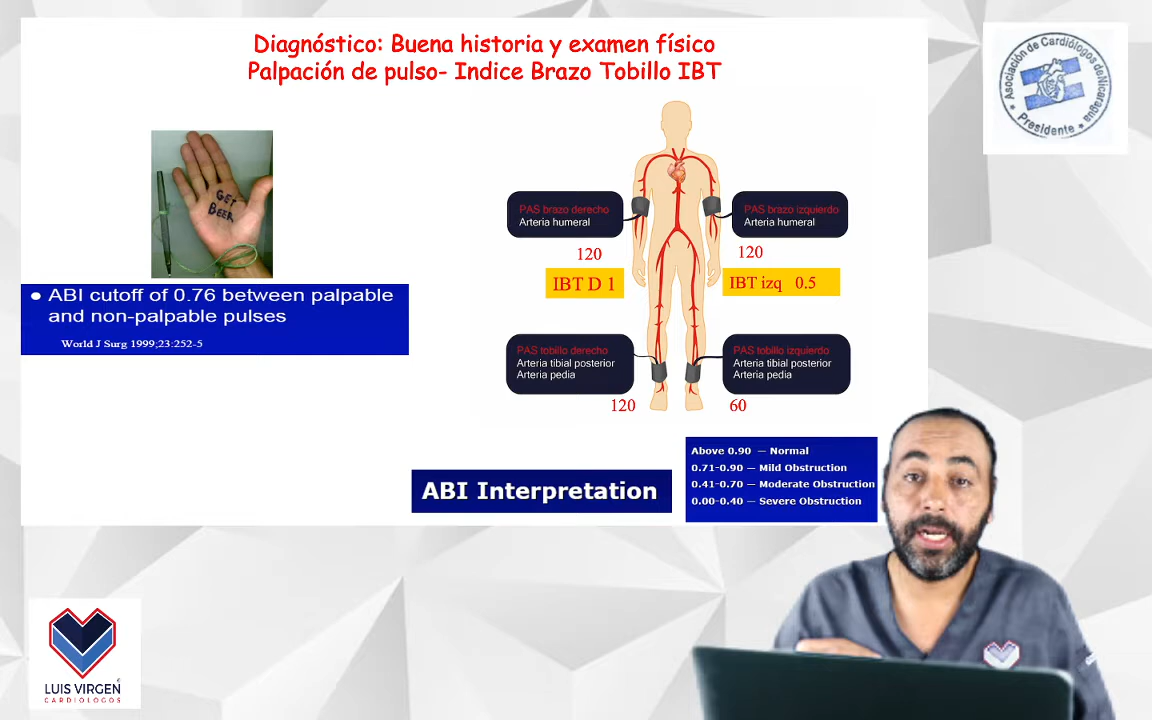 Diagnóstico: Buena historia y examen físico
Palpación de pulso- Indice Brazo Tobillo IBT
Asociación de Cardiólogos de Nicaragua
Presidente
GET
BEER
● ABI cutoff of 0.76 between palpable
and non-palpable pulses
World J Surg 1999;23:252-5
PAS brazo derecho
Arteria humeral
PAS brazo izquierdo
Arteria humeral
120
120
IBT D 1
IBT izq 0.5
PAS tobillo derecho
Arteria tibial posterior
Arteria pedia
PAS tobillo izquierdo
Arteria tibial posterior
Arteria pedia
120
60
ABI Interpretation
Above 0.90 — Normal
0.71-0.90 — Mild Obstruction
0.41-0.70 — Moderate Obstruction
0.00-0.40 — Severe Obstruction
LUIS VIRGEN
CARDIOLOGOS